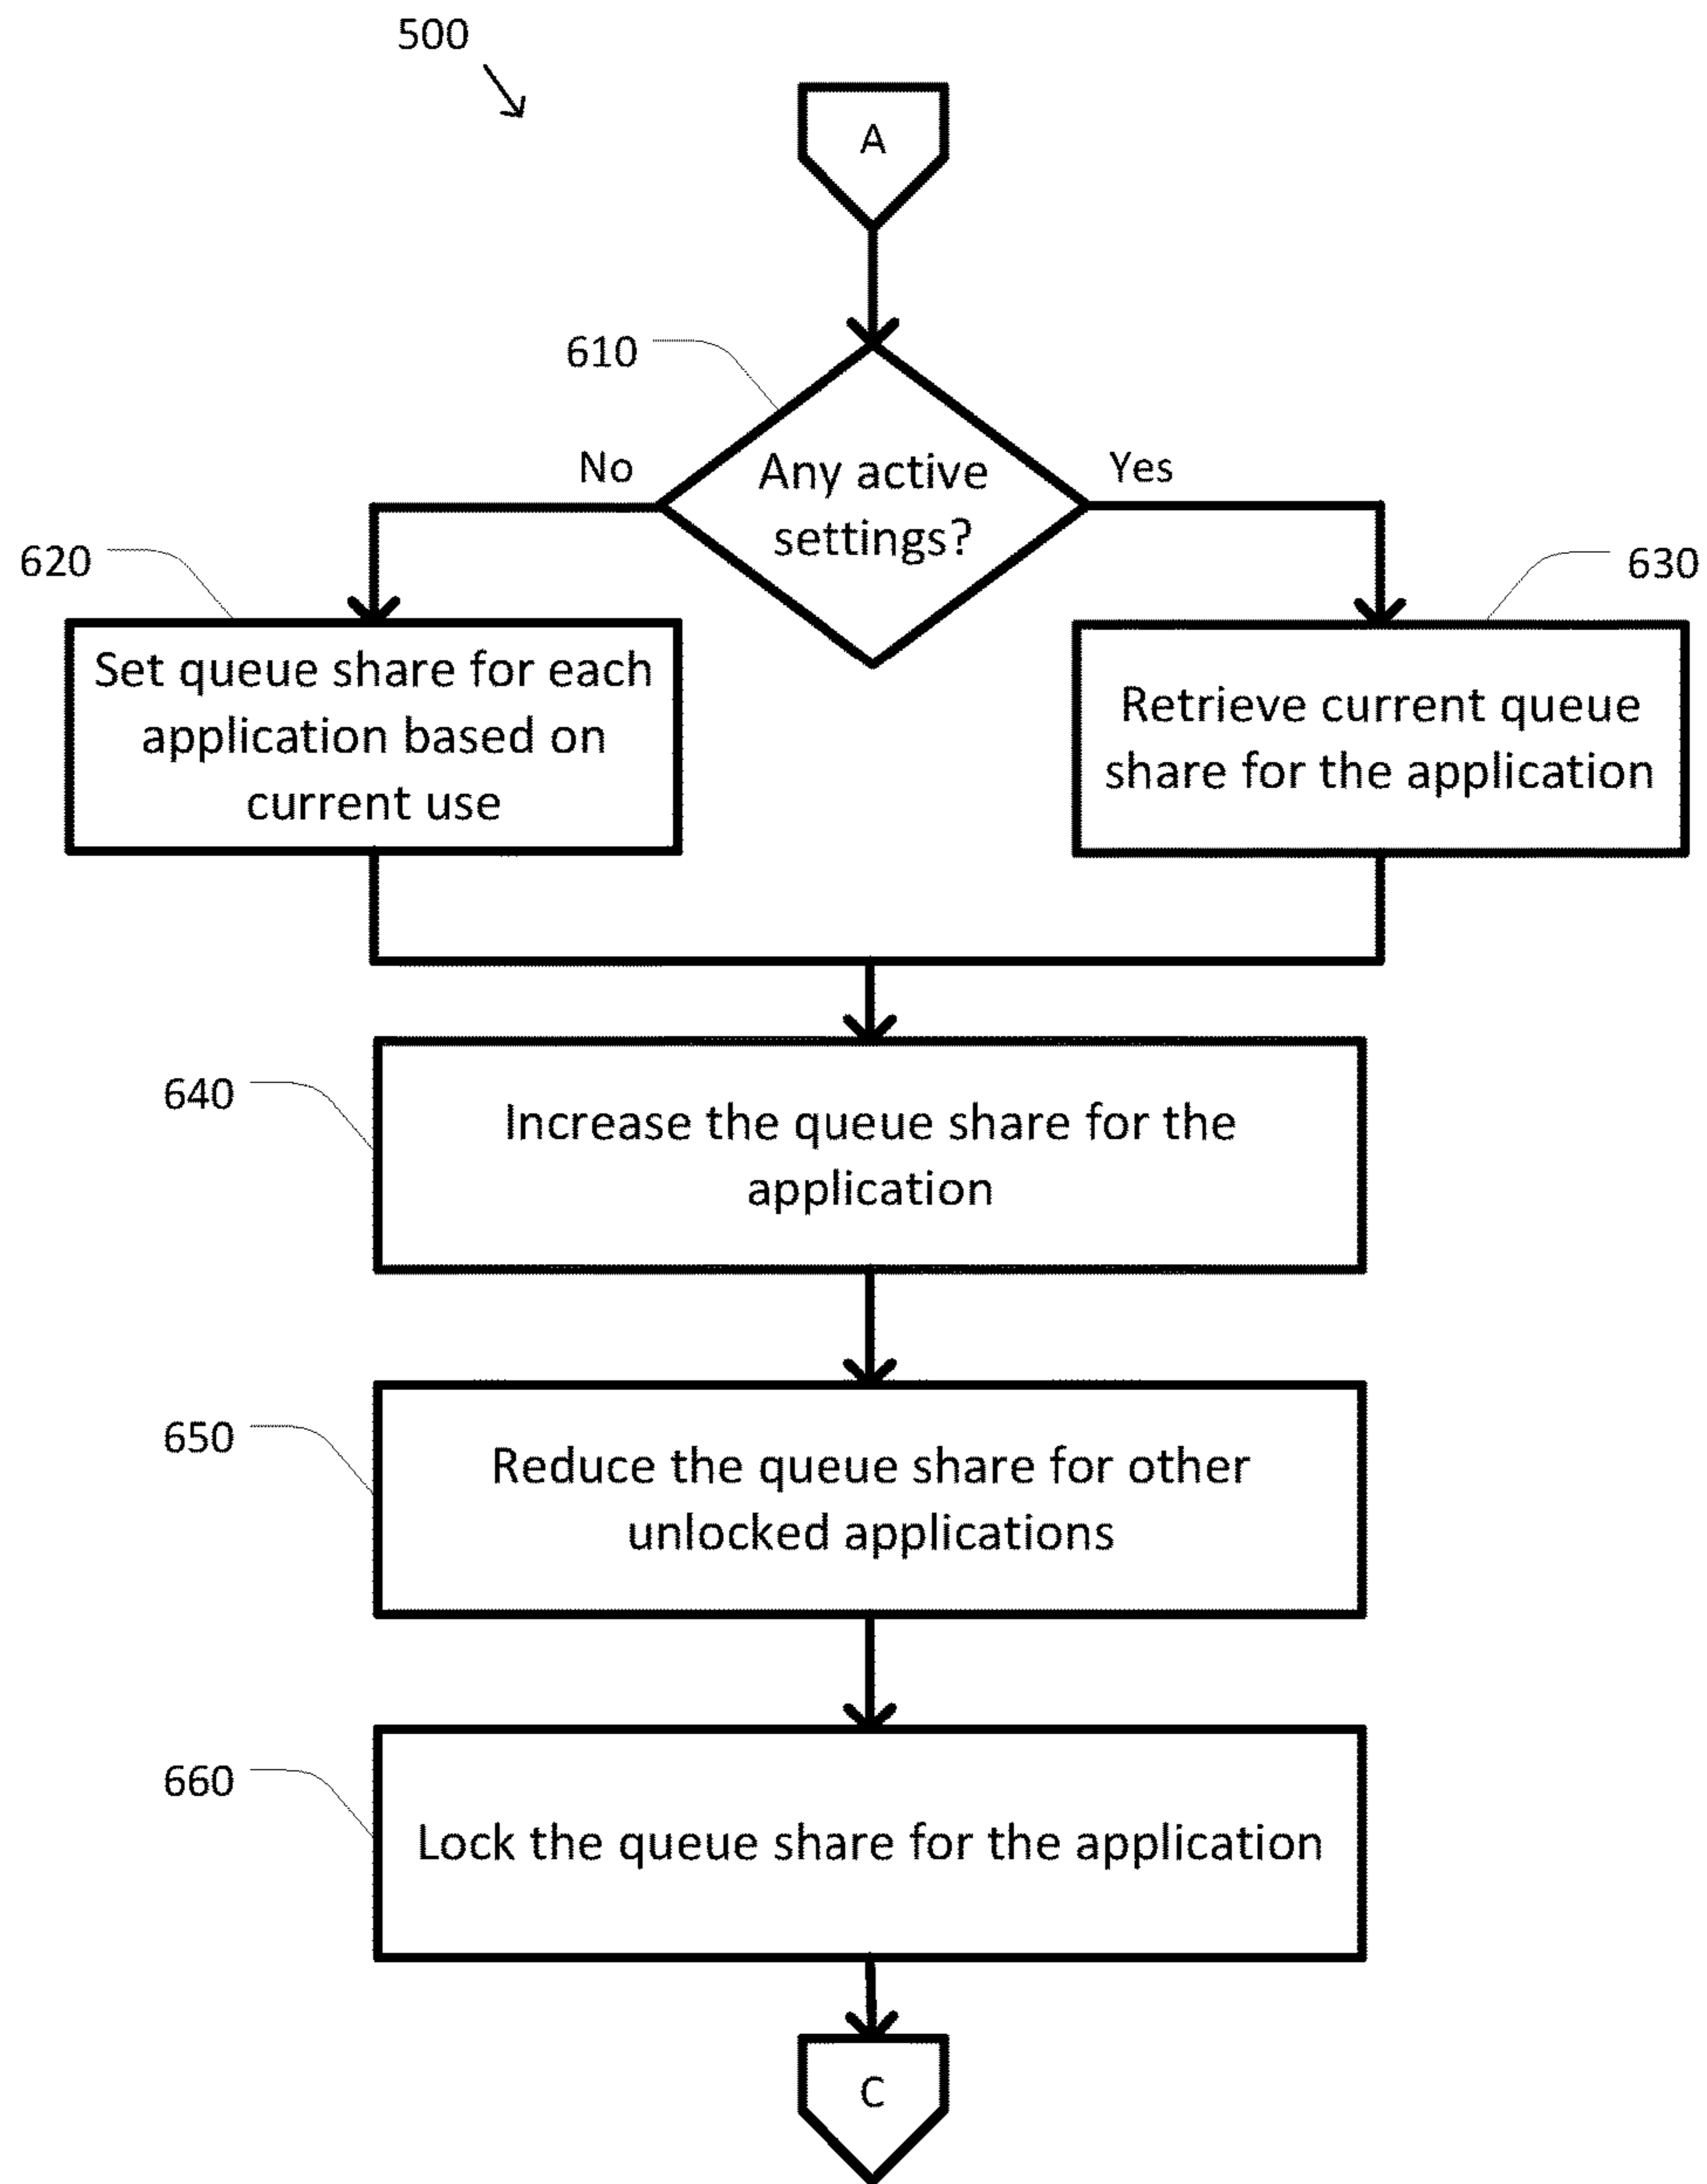 500
A
610
No
Any active
settings?
Yes
620
630
Set queue share for each
application based on
current use
Retrieve current queue
share for the application
640
Increase the queue share for the
application
650
Reduce the queue share for other
unlocked applications
660
Lock the queue share for the application
C